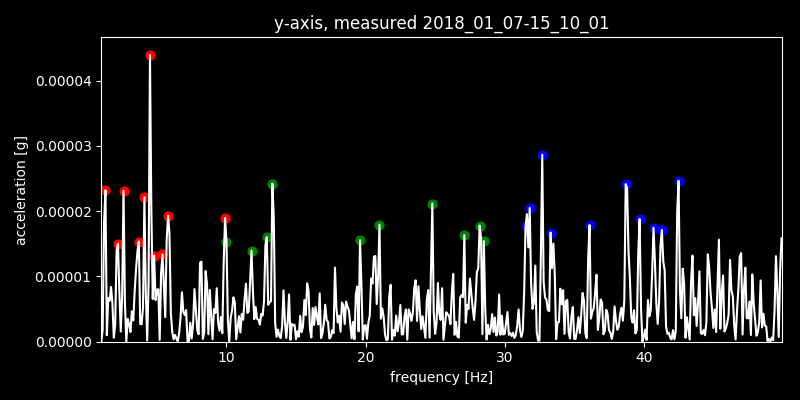 y-axis, measured 2018_01_07-15_10_01
acceleration [g]
0.00004
0.00003
0.00002
0.00001
0.00000
10 20 30 40
frequency [Hz]